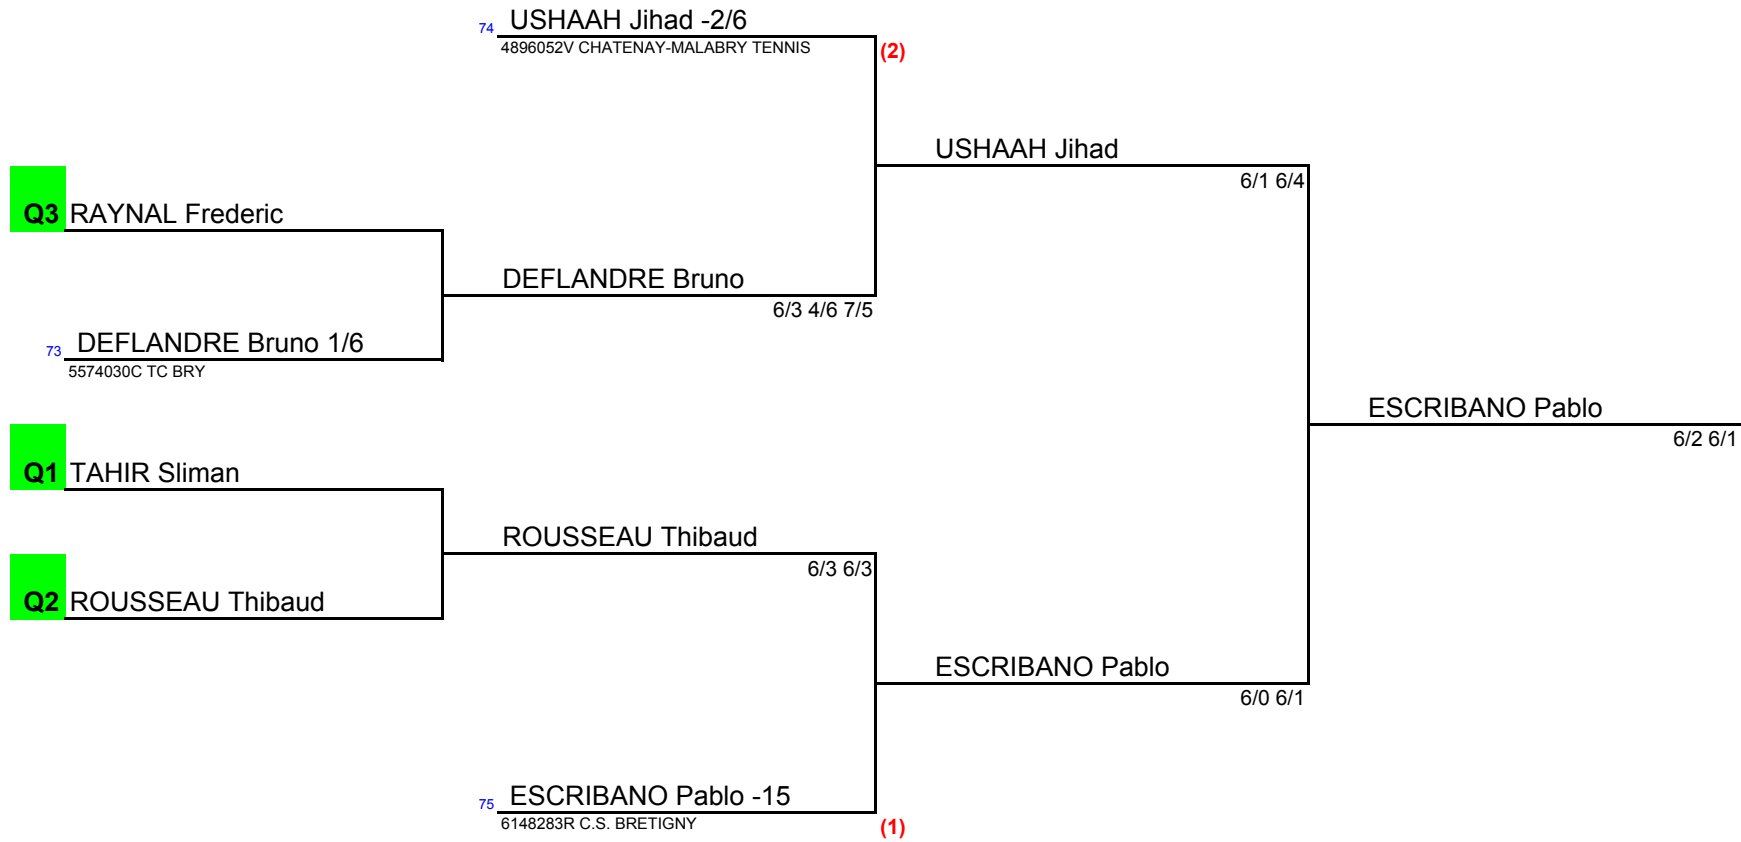 74 USHAAH Jihad -2/6
4896052V CHATENAY-MALABRY TENNIS
(2)
USHAAH Jihad
6/1 6/4
Q3 RAYNAL Frederic
DEFLANDRE Bruno
6/3 4/6 7/5
73 DEFLANDRE Bruno 1/6
5574030C TC BRY
ESCRIBANO Pablo
6/2 6/1
Q1 TAHIR Sliman
ROUSSEAU Thibaud
6/3 6/3
Q2 ROUSSEAU Thibaud
ESCRIBANO Pablo
6/0 6/1
75 ESCRIBANO Pablo -15
6148283R C.S. BRETIGNY
(1)